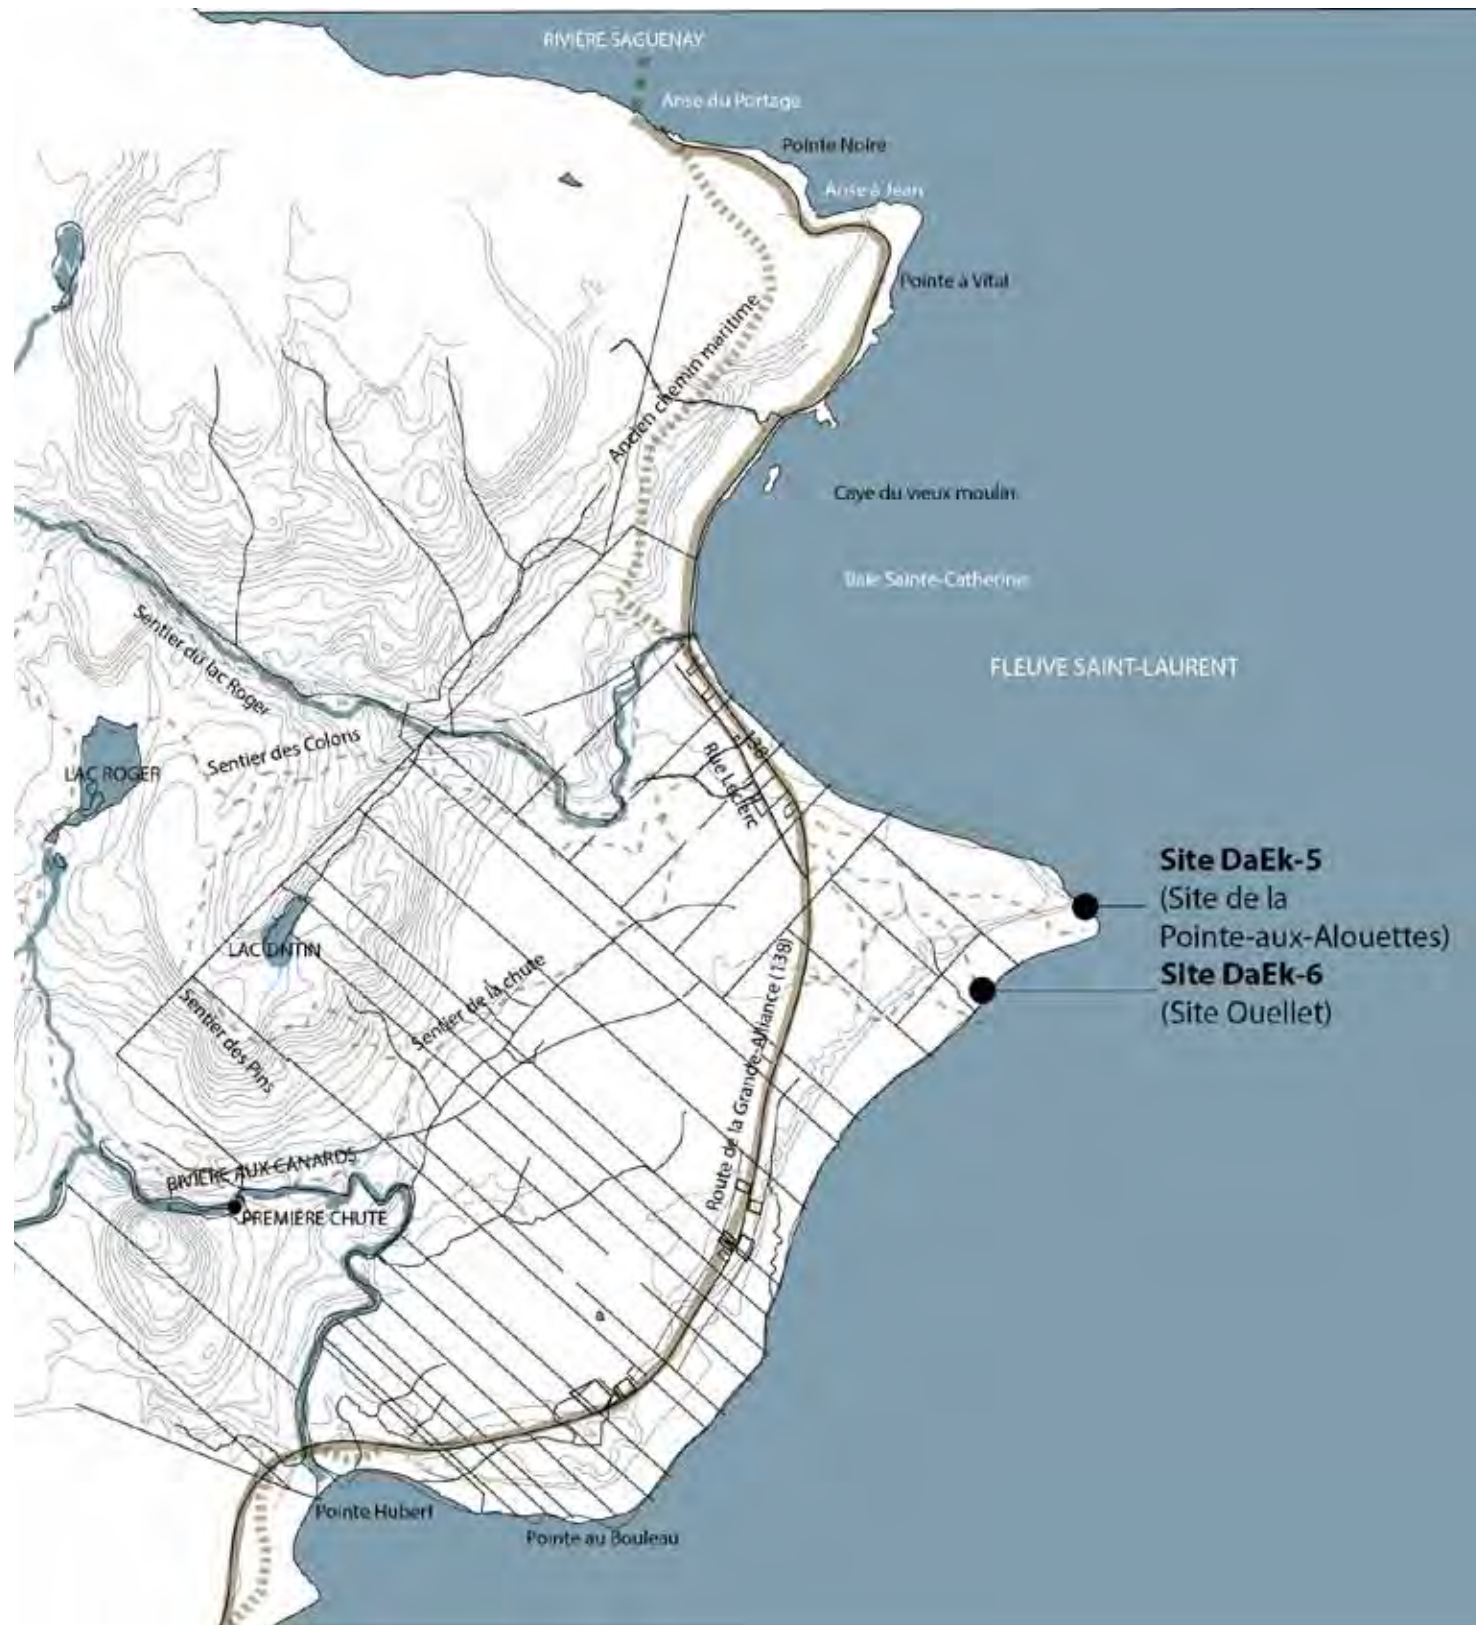 RIVIÈRE SAGUENAY
Anse du Portage
Pointe Noire
Anse à Jean
Pointe à Vital
Ancien chemin maritime
Caye du vieux moulin
Baie Sainte-Catherine
Sentier du lac Roger
FLEUVE SAINT-LAURENT
Sentier des Colons
138
LAC ROGER
Rue Leclerc
Site DaEk-5
(Site de la
Pointe-aux-Alouettes)
Site DaEk-6
(Site Ouellet)
LAC
Sentier de la chute
Sentier des Pins
Route de la Grande-Alliance (138)
RIVIÈRE AUX CANARDS
PREMIÈRE CHUTE
Pointe Hubert
Pointe au Bouleau